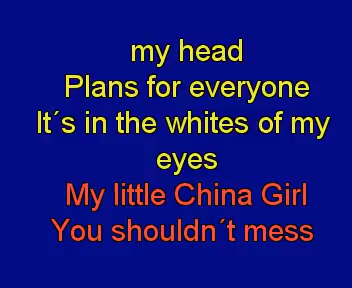 my head
Plans for everyone
It´s in the whites of my
eyes
My little China Girl
You shouldn´t mess